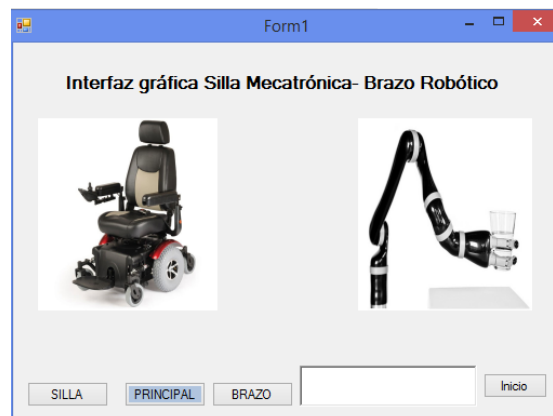 Form1
Interfaz gráfica Silla Mecatrónica- Brazo Robótico
SILLA
PRINCIPAL
BRAZO
Inicio